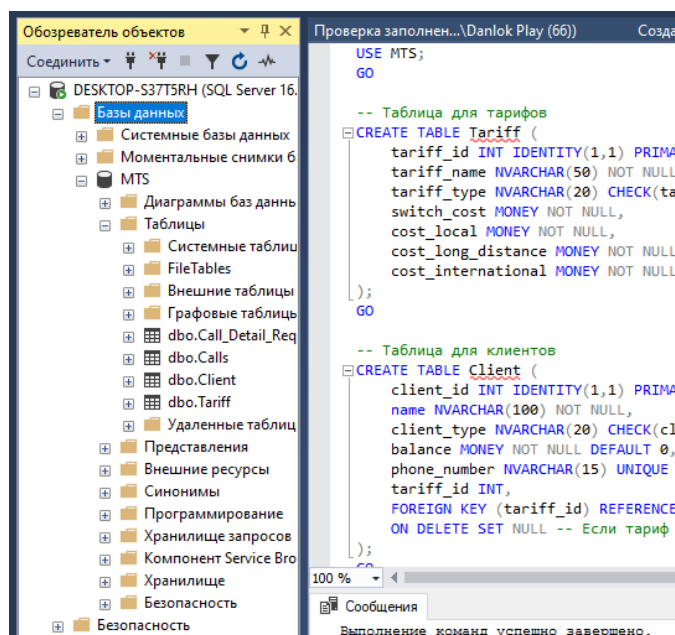 Обозреватель объектов
Соединить
DESKTOP-S37T5RH (SQL Server 16.
Базы данных
Системные базы данных
Моментальные снимки б
MTS
Диаграммы баз даннь
Таблицы
Системные таблиц
FileTables
Внешние таблицы
Графовые таблиць
dbo.Call_Detail_Req
dbo.Calls
dbo.Client
dbo.Tariff
Удаленные таблиц
Представления
Внешние ресурсы
Синонимы
Программирование
Хранилище запросов
Компонент Service Bro
Хранилище
Безопасность
Безопасность
Проверка заполнен...\Danlok Play (66)) Созда
USE MTS;
GO
-- Таблица для тарифов
CREATE TABLE Tariff (
tariff_id INT IDENTITY(1,1) PRIMA
tariff_name NVARCHAR(50) NOT NULL
tariff_type NVARCHAR(20) CHECK(ta
switch_cost MONEY NOT NULL,
cost_local MONEY NOT NULL,
cost_long_distance MONEY NOT NULL
cost_international MONEY NOT NULL
);
GO
-- Таблица для клиентов
CREATE TABLE Client (
client_id INT IDENTITY(1,1) PRIMA
name NVARCHAR(100) NOT NULL,
client_type NVARCHAR(20) CHECK(cl
balance MONEY NOT NULL DEFAULT 0,
phone_number NVARCHAR(15) UNIQUE
tariff_id INT,
FOREIGN KEY (tariff_id) REFERENCE
ON DELETE SET NULL -- Если тариф
);
GO
100 %
Сообщения
Выполнение команд успешно завершено.